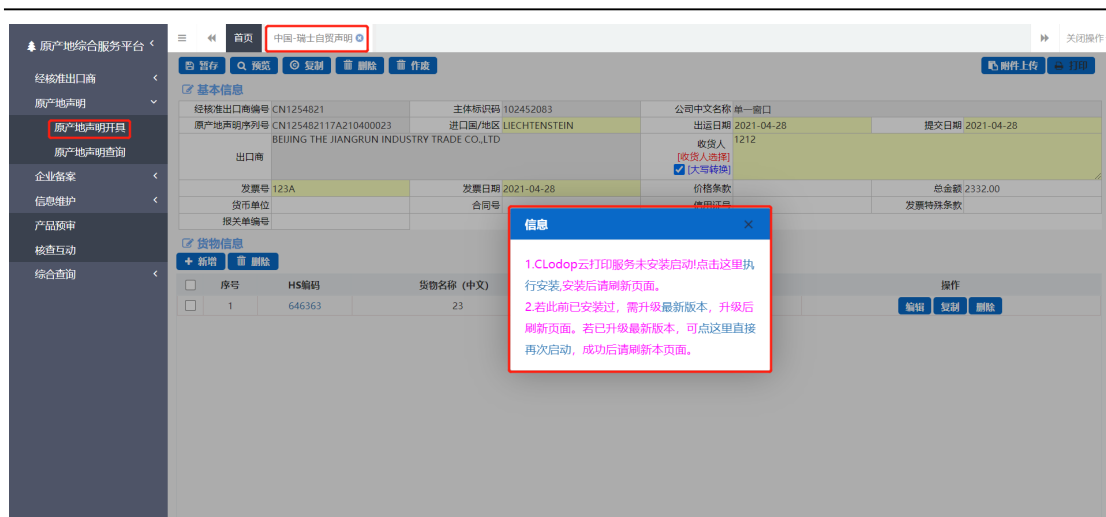 原产地综合服务平台
首页
中国-瑞士自贸声明
关闭操作
经核准出口商
原产地声明
原产地声明开具
原产地声明查询
企业备案
信息维护
产品预审
核查互动
综合查询
暂存 预览 复制 删除 作废 附件上传 打印
基本信息
经核准出口商编号 CN1254821 主体标识码 102452083 公司中文名称 单一窗口
原产地声明序列号 CN125482117A210400023 进口国/地区 LIECHTENSTEIN 出运日期 2021-04-28 提交日期 2021-04-28
出口商 BEIJING THE JIANGRUN INDUSTRY TRADE CO.,LTD 收货人 1212
[收货人选择]
[大写转换]
发票号 123A 发票日期 2021-04-28 价格条款 总金额 2332.00
货币单位 合同号 信用证号 发票特殊条款
报关单编号
货物信息
新增 删除
序号 HS编码 货物名称（中文） 操作
1 646363 23 编辑 复制 删除
信息
1.CLodop云打印服务未安装启动!点击这里执
行安装,安装后请刷新页面。
2.若此前已安装过，需升级最新版本，升级后
刷新页面。若已升级最新版本，可点这里直接
再次启动，成功后请刷新本页面。